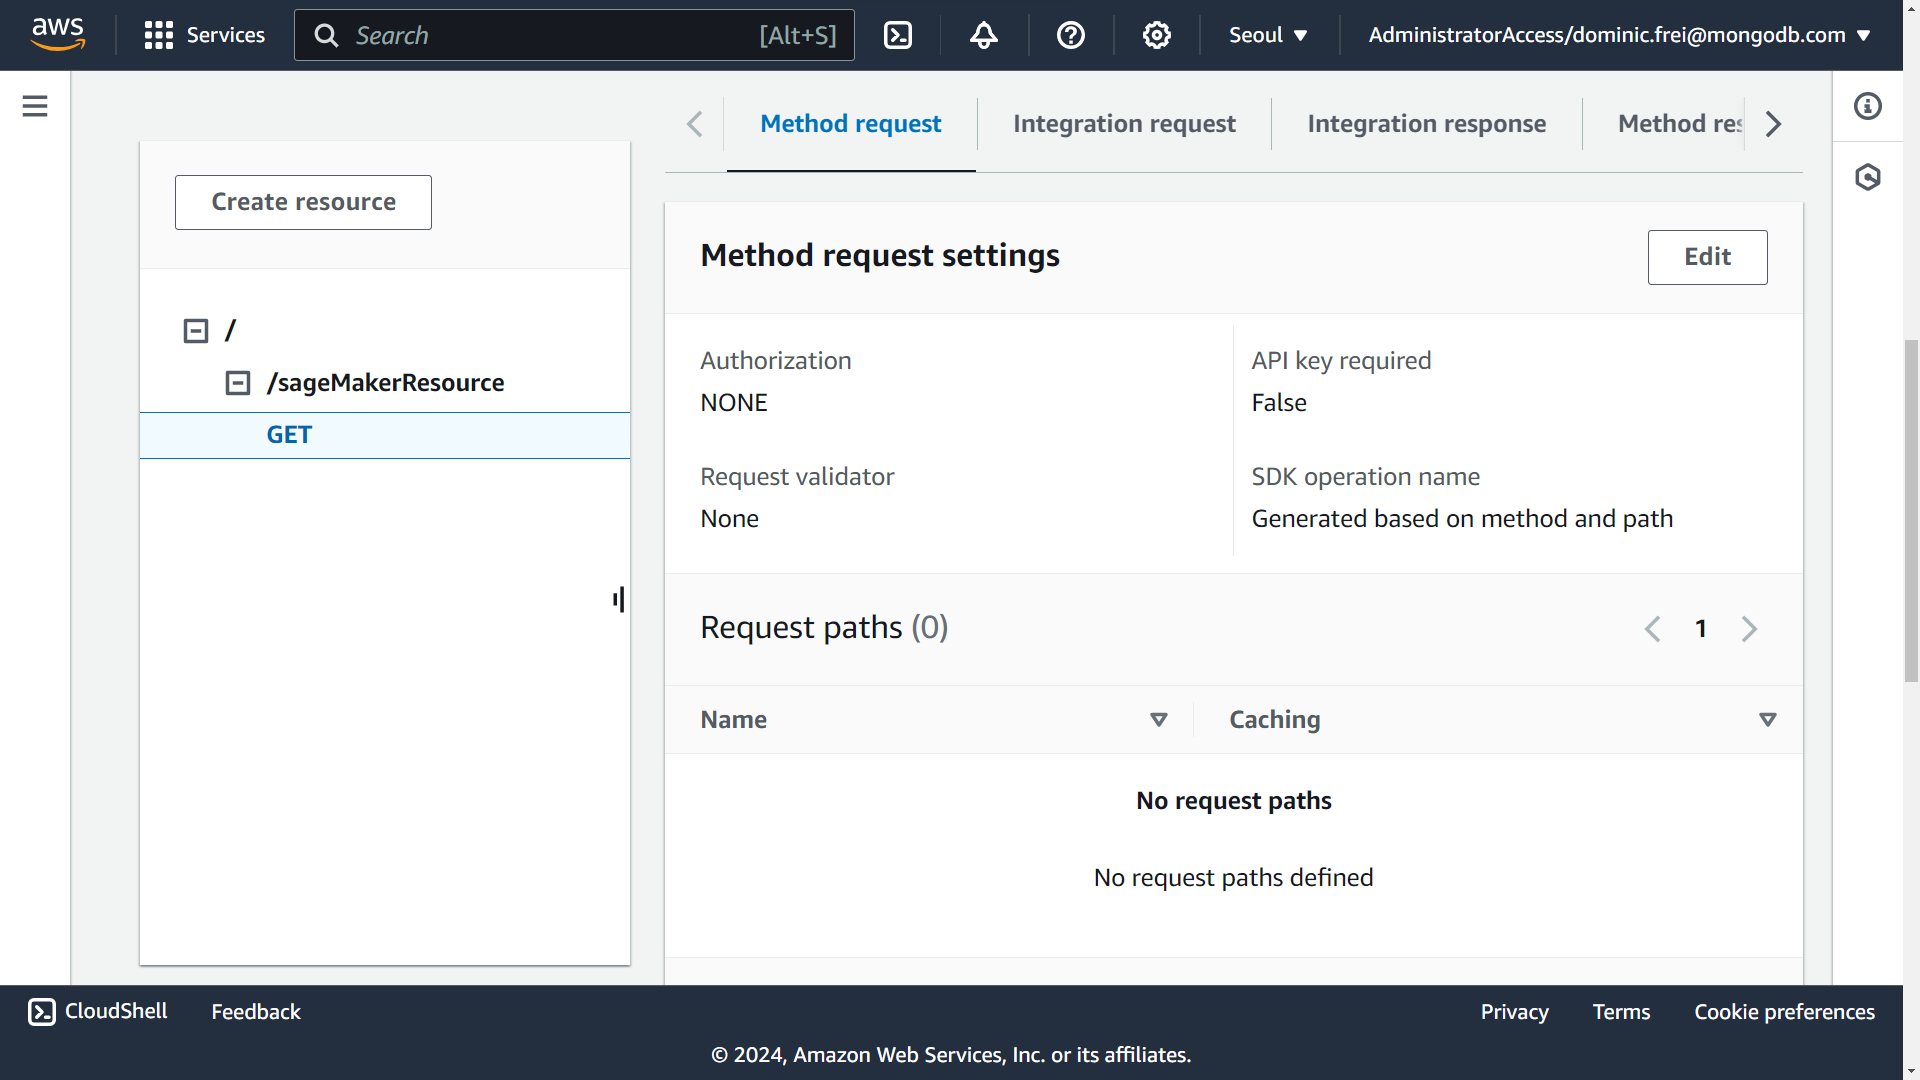 aws
Services
Search [Alt+S]
Seoul
AdministratorAccess/dominic.frei@mongodb.com
Create resource
/
/sageMakerResource
GET
Method request
Integration request
Integration response
Method res
Method request settings
Edit
Authorization
NONE
API key required
False
Request validator
None
SDK operation name
Generated based on method and path
Request paths (0)
1
Name
Caching
No request paths
No request paths defined
CloudShell
Feedback
Privacy
Terms
Cookie preferences
© 2024, Amazon Web Services, Inc. or its affiliates.